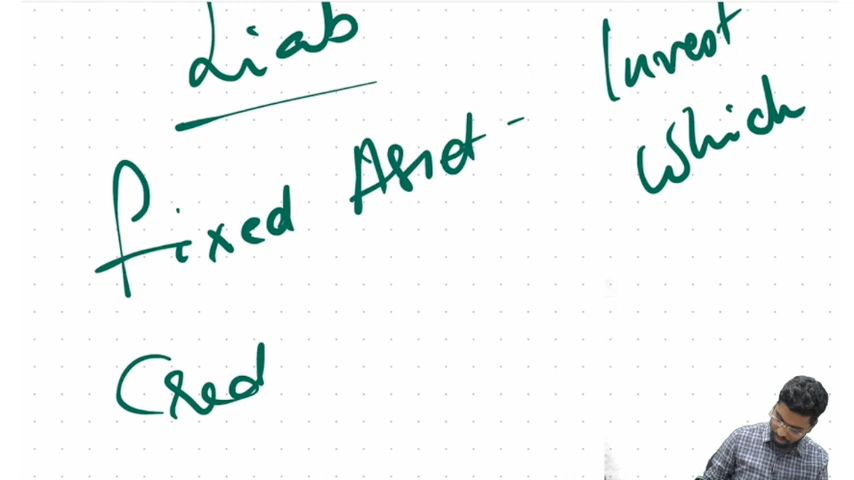 Liab
Fixed Asset - Invest
Which
Cred